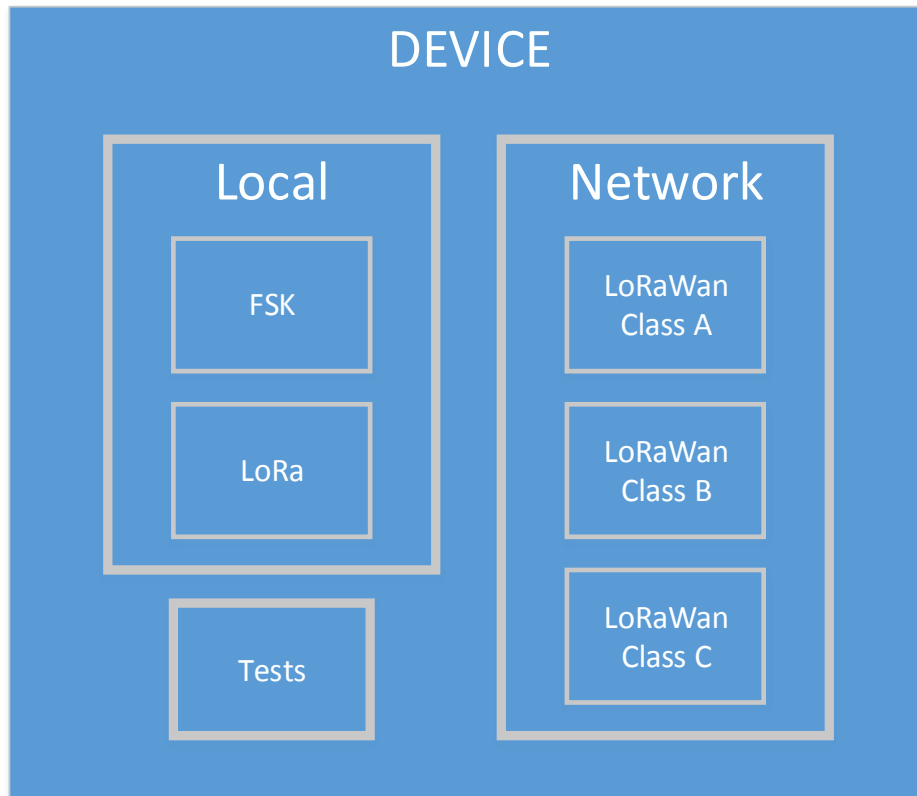 DEVICE
Local
FSK
LoRa
Tests
Network
LoRaWan
Class A
LoRaWan
Class B
LoRaWan
Class C